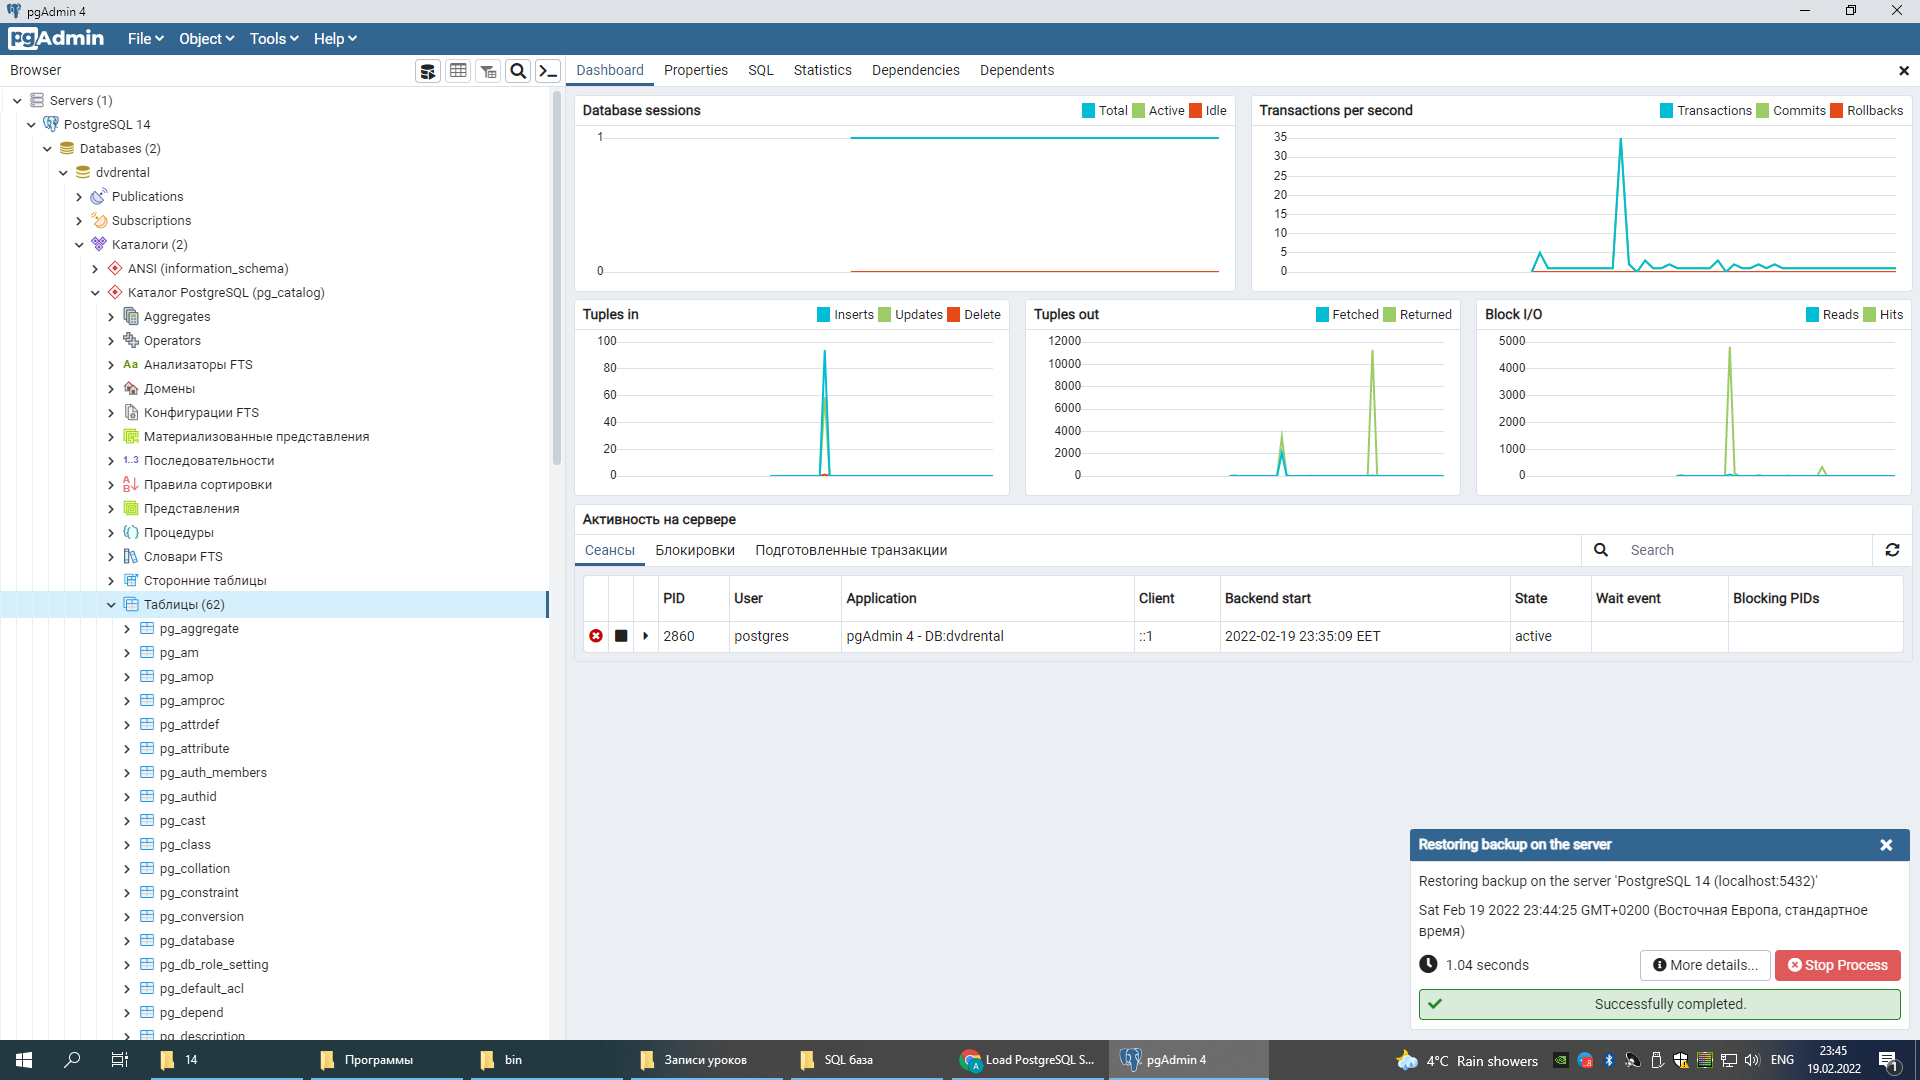 pgAdmin 4
pgAdmin File Object Tools Help
Browser
Dashboard Properties SQL Statistics Dependencies Dependents
Servers (1)
PostgreSQL 14
Databases (2)
dvdrental
Publications
Subscriptions
Каталоги (2)
ANSI (information_schema)
Каталог PostgreSQL (pg_catalog)
Aggregates
Operators
Aa Анализаторы FTS
Домены
Конфигурации FTS
Материализованные представления
1..3 Последовательности
Правила сортировки
Представления
Процедуры
Словари FTS
Сторонние таблицы
Таблицы (62)
pg_aggregate
pg_am
pg_amop
pg_amproc
pg_attrdef
pg_attribute
pg_auth_members
pg_authid
pg_cast
pg_class
pg_collation
pg_constraint
pg_conversion
pg_database
pg_db_role_setting
pg_default_acl
pg_depend
pg_description
Database sessions Total Active Idle
1
0
Transactions per second Transactions Commits Rollbacks
35
30
25
20
15
10
5
0
Tuples in Inserts Updates Delete
100
80
60
40
20
0
Tuples out Fetched Returned
12000
10000
8000
6000
4000
2000
0
Block I/O Reads Hits
5000
4000
3000
2000
1000
0
Активность на сервере
Сеансы Блокировки Подготовленные транзакции Search
PID User Application Client Backend start State Wait event Blocking PIDs
2860 postgres pgAdmin 4 - DB:dvdrental ::1 2022-02-19 23:35:09 EET active
Restoring backup on the server
Restoring backup on the server 'PostgreSQL 14 (localhost:5432)'
Sat Feb 19 2022 23:44:25 GMT+0200 (Восточная Европа, стандартное
время)
1.04 seconds More details... Stop Process
Successfully completed.
14 Программы bin Записи уроков SQL база Load PostgreSQL S... pgAdmin 4 4°C Rain showers ENG 23:45
19.02.2022 1